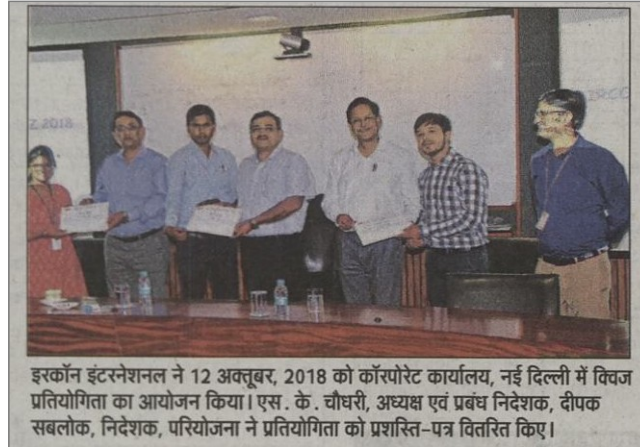 Z 2018
इरकॉन इंटरनेशनल ने 12 अक्तूबर, 2018 को कॉरपोरेट कार्यालय, नई दिल्ली में क्विज
प्रतियोगिता का आयोजन किया। एस. के. चौधरी, अध्यक्ष एवं प्रबंध निदेशक, दीपक
सबलोक, निदेशक, परियोजना ने प्रतियोगिता को प्रशस्ति-पत्र वितरित किए।